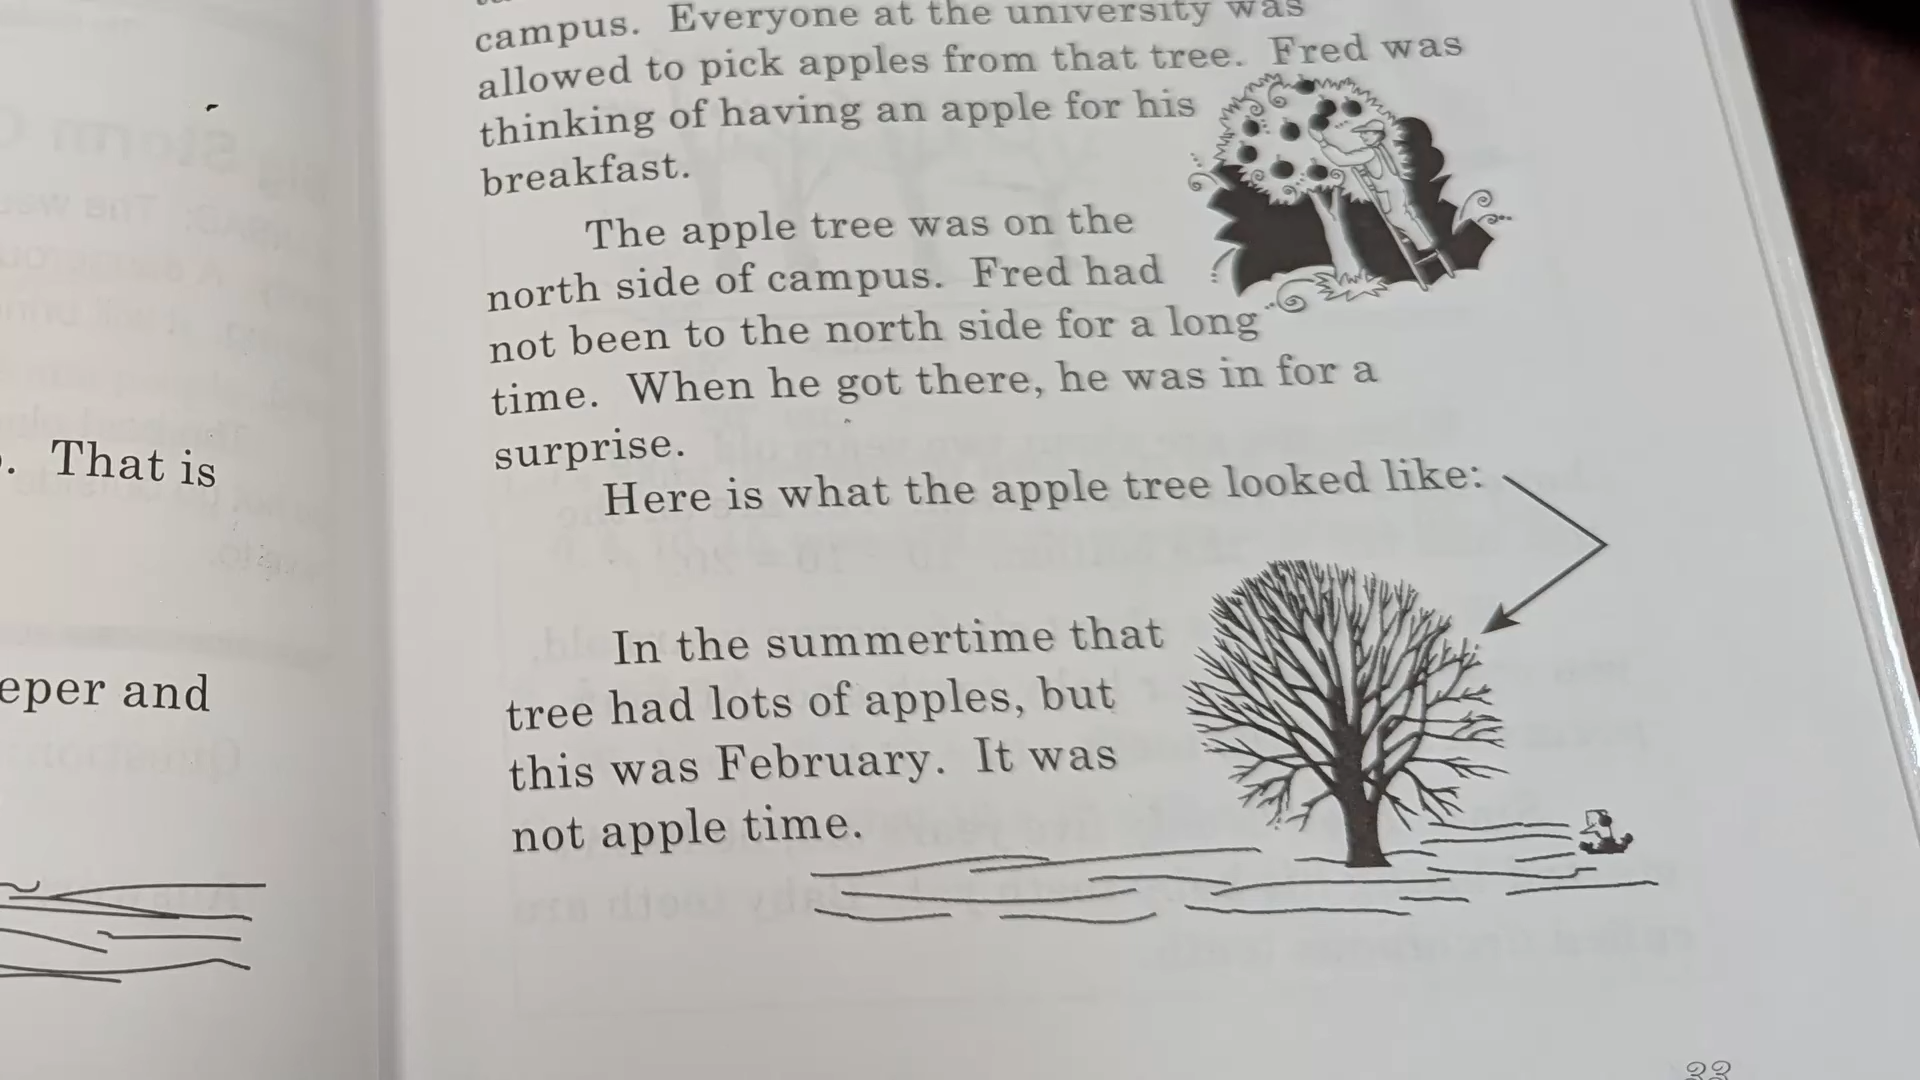 campus. Everyone at the university was
allowed to pick apples from that tree. Fred was
thinking of having an apple for his
breakfast.
The apple tree was on the
north side of campus. Fred had
not been to the north side for a long
time. When he got there, he was in for a
surprise.
Here is what the apple tree looked like:
In the summertime that
tree had lots of apples, but
this was February. It was
not apple time.
33
. That is
eper and